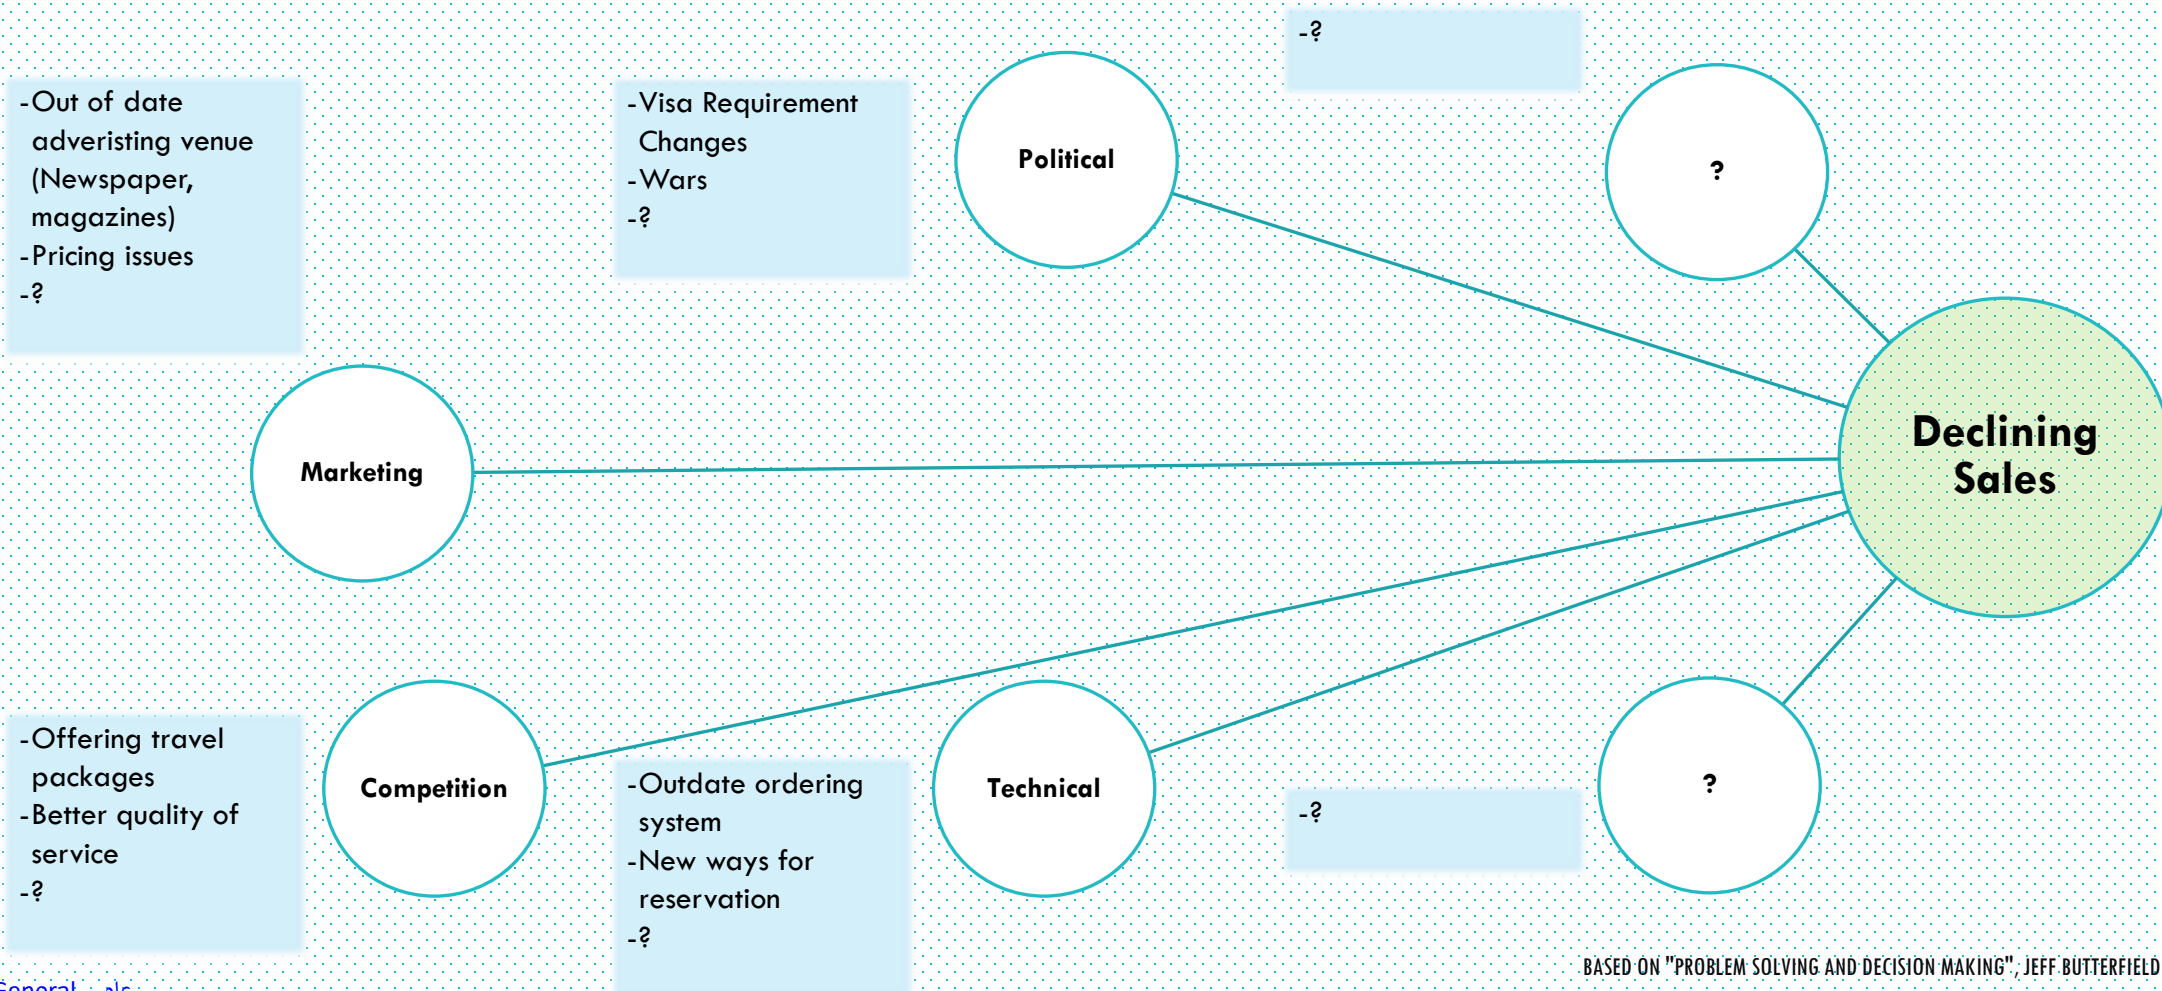 -?
-Out of date
adveristing venue
(Newspaper,
magazines)
-Pricing issues
-?
-Visa Requirement
Changes
-Wars
-?
Political
?
Marketing
Declining
Sales
-Offering travel
packages
-Better quality of
service
-?
Competition
-Outdate ordering
system
-New ways for
reservation
-?
Technical
-?
?
BASED ON "PROBLEM SOLVING AND DECISION MAKING", JEFF BUTTERFIELD